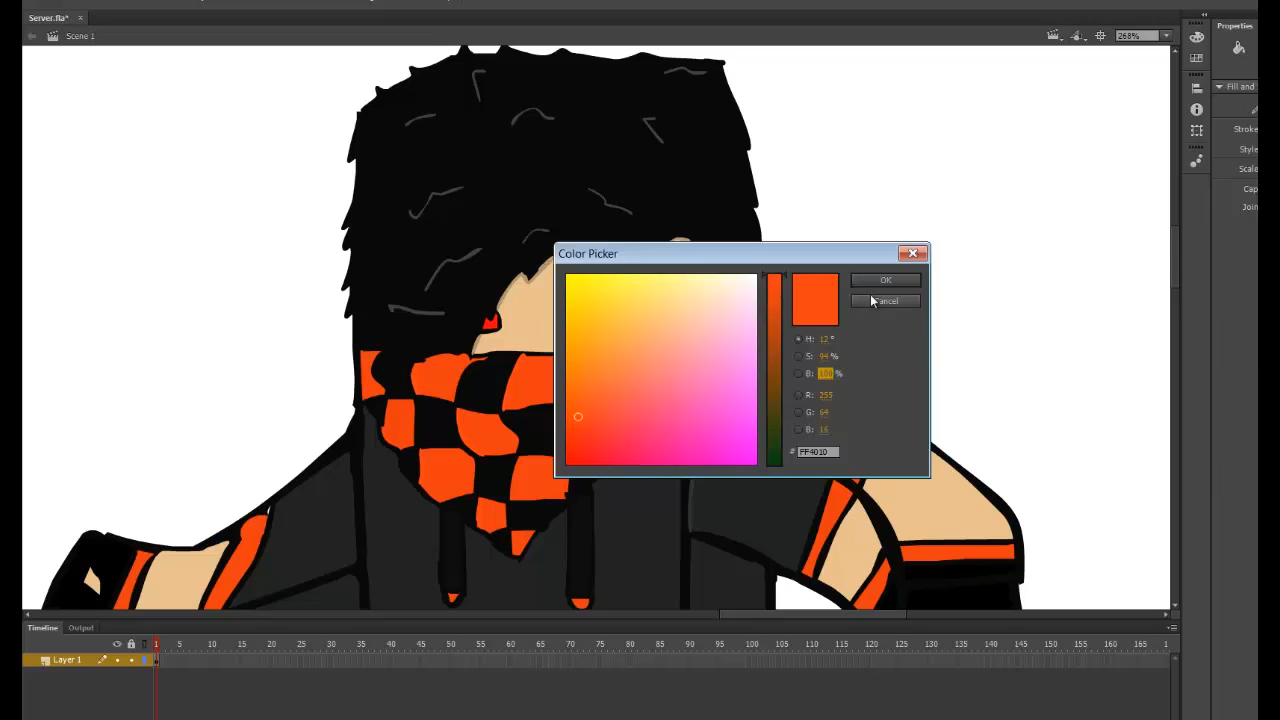 Server.fla* ×
Scene 1
268%
Properties
Fill and
Stroke
Style
Scale
Cap
Join
Color Picker
OK
Cancel
H: 12 °
S: 94 %
B: 100 %
R: 255
G: 64
B: 16
# FF4010
Timeline Output
1 5 10 15 20 25 30 35 40 45 50 55 60 65 70 75 80 85 90 95 100 105 110 115 120 125 130 135 140 145 150 155 160 165 1
Layer 1